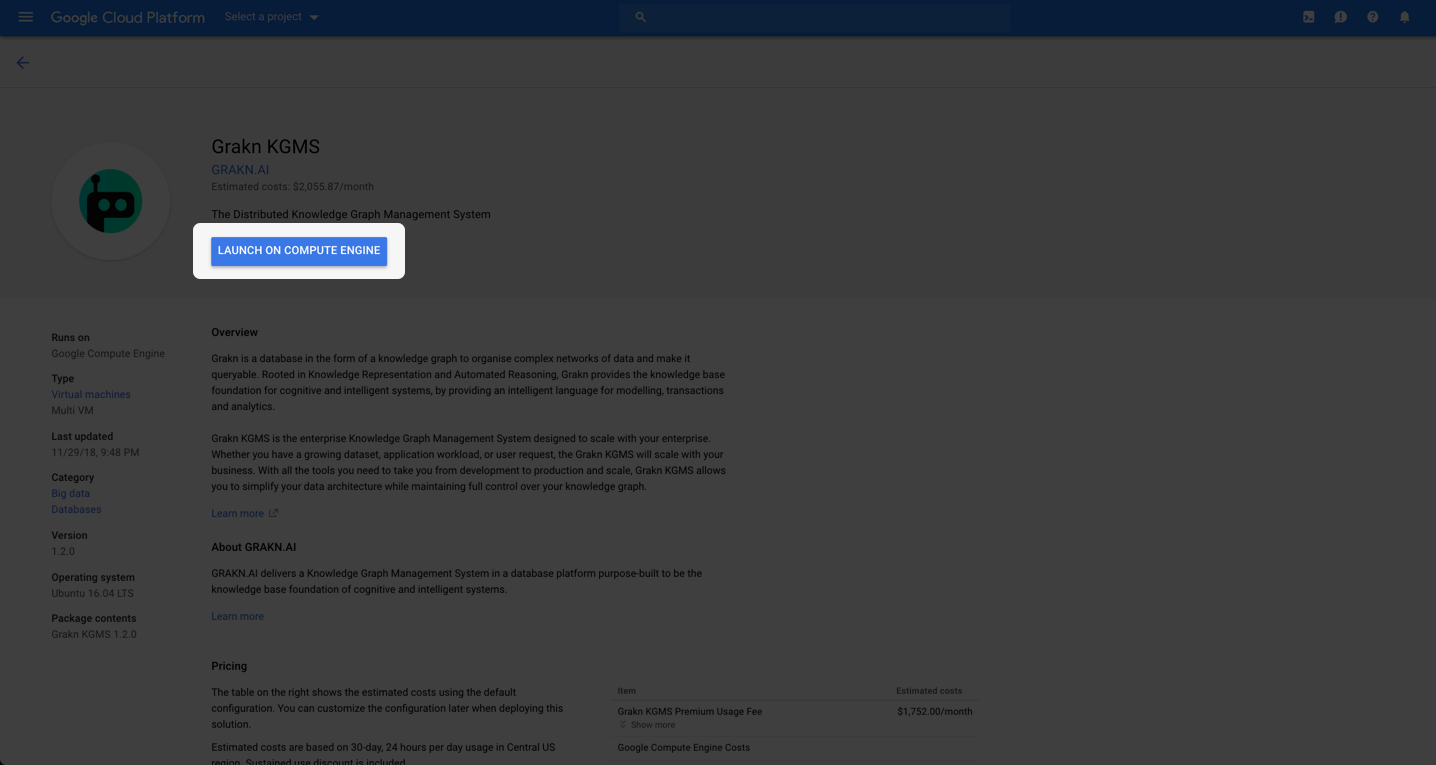 Google Cloud Platform
Select a project
Grakn KGMS
GRAKN.AI
Estimated costs: $2,055.87/month
The Distributed Knowledge Graph Management System
LAUNCH ON COMPUTE ENGINE
Runs on
Google Compute Engine
Type
Virtual machines
Multi VM
Last updated
11/29/18, 9:48 PM
Category
Big data
Databases
Version
1.2.0
Operating system
Ubuntu 16.04 LTS
Package contents
Grakn KGMS 1.2.0
Overview
Grakn is a database in the form of a knowledge graph to organise complex networks of data and make it
queryable. Rooted in Knowledge Representation and Automated Reasoning, Grakn provides the knowledge base
foundation for cognitive and intelligent systems, by providing an intelligent language for modelling, transactions
and analytics.
Grakn KGMS is the enterprise Knowledge Graph Management System designed to scale with your enterprise.
Whether you have a growing dataset, application workload, or user request, the Grakn KGMS will scale with your
business. With all the tools you need to take you from development to production and scale, Grakn KGMS allows
you to simplify your data architecture while maintaining full control over your knowledge graph.
Learn more
About GRAKN.AI
GRAKN.AI delivers a Knowledge Graph Management System in a database platform purpose-built to be the
knowledge base foundation of cognitive and intelligent systems.
Learn more
Pricing
The table on the right shows the estimated costs using the default
configuration. You can customize the configuration later when deploying this
solution.
Estimated costs are based on 30-day, 24 hours per day usage in Central US
region. Sustained use discount is included.
Item Estimated costs
Grakn KGMS Premium Usage Fee $1,752.00/month
Show more
Google Compute Engine Costs